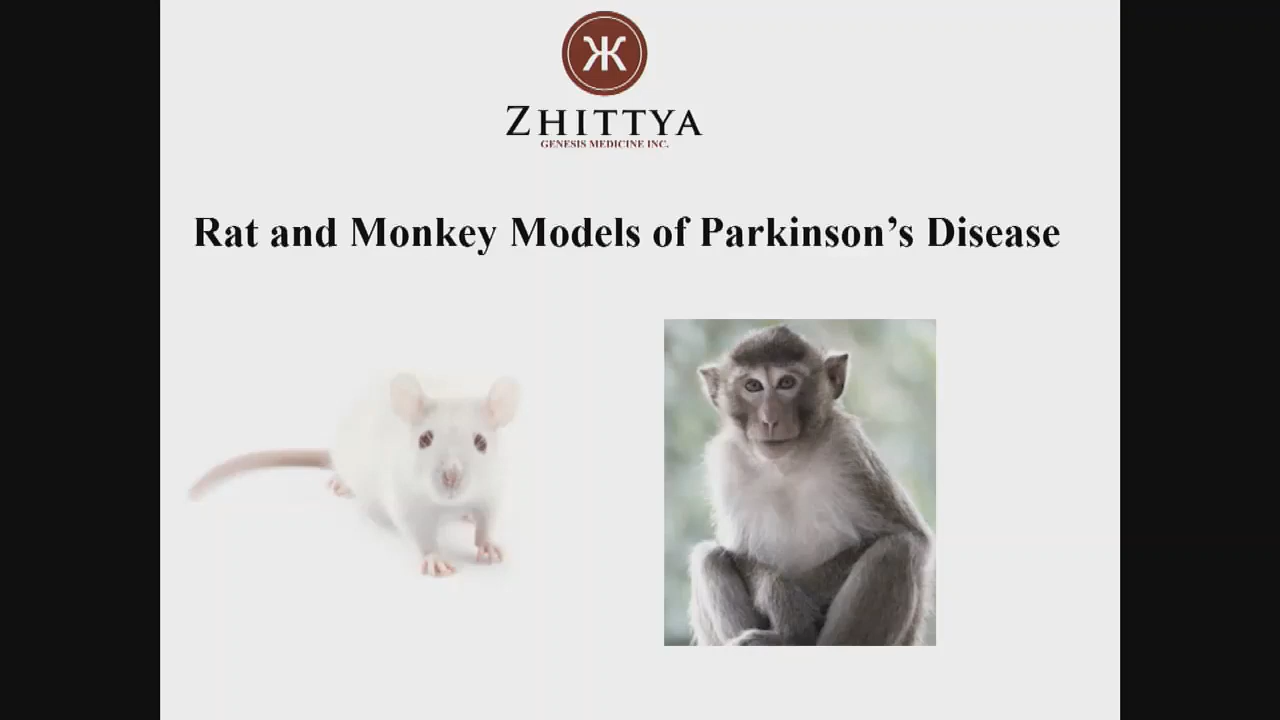 ZHITTYA
GENESIS MEDICINE INC.
Rat and Monkey Models of Parkinson’s Disease